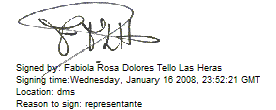 Signed by: Fabiola Rosa Dolores Tello Las Heras
Signing time:Wednesday, January 16 2008, 23:52:21 GMT
Location: dms
Reason to sign: representante